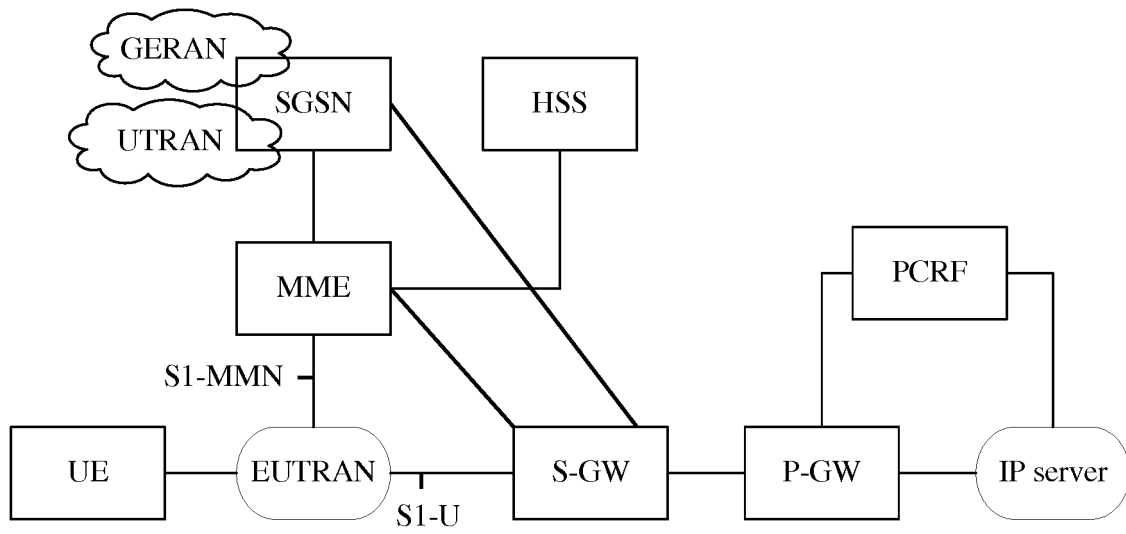 GERAN
SGSN
HSS
UTRAN
MME
PCRF
S1-MMN
UE
EUTRAN
S-GW
P-GW
IP server
S1-U